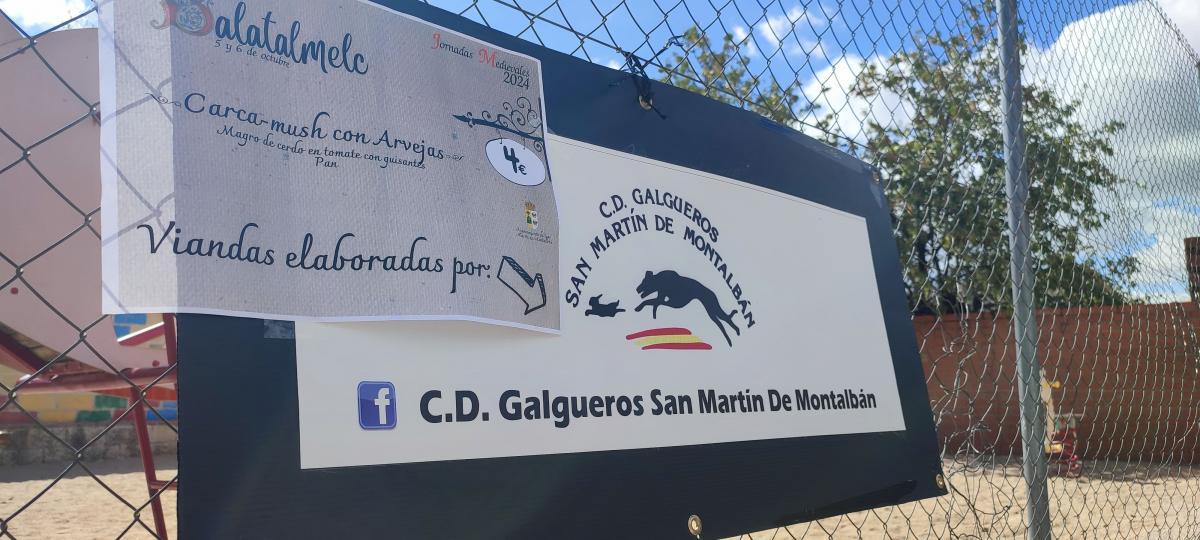 Balatalmelc
5 y 6 de octubre
Jornadas Medievales
2024
Carca-mush con Arvejas
Magro de cerdo en tomate con guisantes
Pan
4€
Viandas elaboradas por:
C.D. GALGUEROS
SAN MARTÍN DE MONTALBÁN
f C.D. Galgueros San Martín De Montalbán